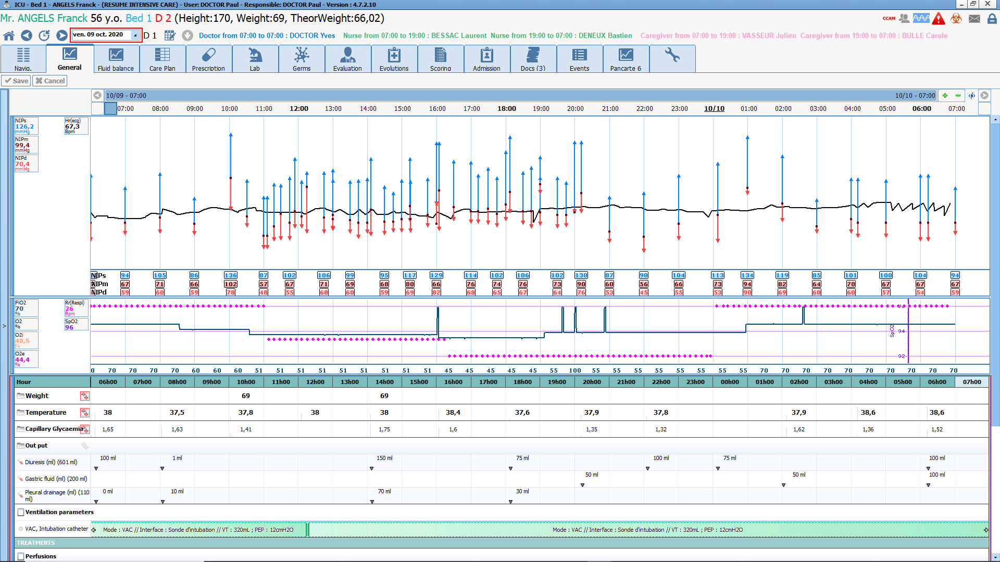 ICU - Bed 1 - ANGELS Franck - (RESUME INTENSIVE CARE) - User: DOCTOR Paul - Responsible: DOCTOR Paul - Version : 4.7.2.10
Mr. ANGELS Franck 56 y.o. Bed 1 D 2 (Height:170, Weight:69, TheorWeight:66,02)
CCAM
ven. 09 oct. 2020 D 1 Doctor from 07:00 to 07:00 : DOCTOR Yves Nurse from 07:00 to 19:00 : BESSAC Laurent Nurse from 19:00 to 07:00 : DENEUX Bastien Caregiver from 07:00 to 19:00 : VASSEUR Julien Caregiver from 19:00 to 07:00 : BULLE Carole
Navig. General Fluid balance Care Plan Prescription Lab Germs Evaluation Evolutions Scoring Admission Docs (3) Events Pancarte 6
Save Cancel
10/09 - 07:00 10/10 - 07:00
07:00 08:00 09:00 10:00 11:00 12:00 13:00 14:00 15:00 16:00 17:00 18:00 19:00 20:00 21:00 22:00 23:00 10/10 01:00 02:00 03:00 04:00 05:00 06:00 07:00
NIPs Hr(ecg)
126,2 67,3
mmHg Bpm
NIPm
99,4
mmHg
NIPd
70,4
mmHg
NIPs 94 105 86 136 87 102 106 99 95 117 129 114 102 106 102 130 87 90 104 113 134 119 85 101 100 104 94
NIPm 67 71 66 102 57 67 71 69 68 80 66 76 74 76 73 90 60 56 66 73 94 82 64 70 67 67 67
NIPd 59 60 59 78 48 55 60 60 59 69 82 68 65 67 64 76 53 45 55 53 90 69 60 60 57 54 59
FiO2 Rr(Respi)
70 26
% Rpm
O2 SpO2
% 96
O2i
48,5
%
O2e
44,4
%
SpO2
94
92
0 70 70 70 70 60 60 51 51 51 51 51 51 51 51 45 45 45 45 45 55 55 100 55 55 55 55 55 55 55 70 70 70 70 70 70 70 70 70 70
Hour 06h00 07h00 08h00 09h00 10h00 11h00 12h00 13h00 14h00 15h00 16h00 17h00 18h00 19h00 20h00 21h00 22h00 23h00 00h00 01h00 02h00 03h00 04h00 05h00 06h00 07h00
Weight 69 69
Temperature 38 37,5 37,8 38 38 38,4 37,6 37,9 37,8 37,9 38,6 38,6
Capillary Glycaemia 1,65 1,63 1,41 1,75 1,6 1,35 1,32 1,62 1,36 1,52
Out put
Diuresis (ml) (601 ml) 100 ml 1 ml 150 ml 75 ml 100 ml 75 ml 100 ml
Gastric fluid (ml) (200 ml) 50 ml 50 ml 100 ml
Pleural drainage (ml) (110 ml) 0 ml 10 ml 70 ml 30 ml
Ventilation parameters
VAC, Intubation catheter Mode : VAC // Interface : Sonde d'intubation // VT : 320mL ; PEP : 12cmH2O Mode : VAC // Interface : Sonde d'intubation // VT : 320mL ; PEP : 12cmH2O
TREATMENTS
Perfusions